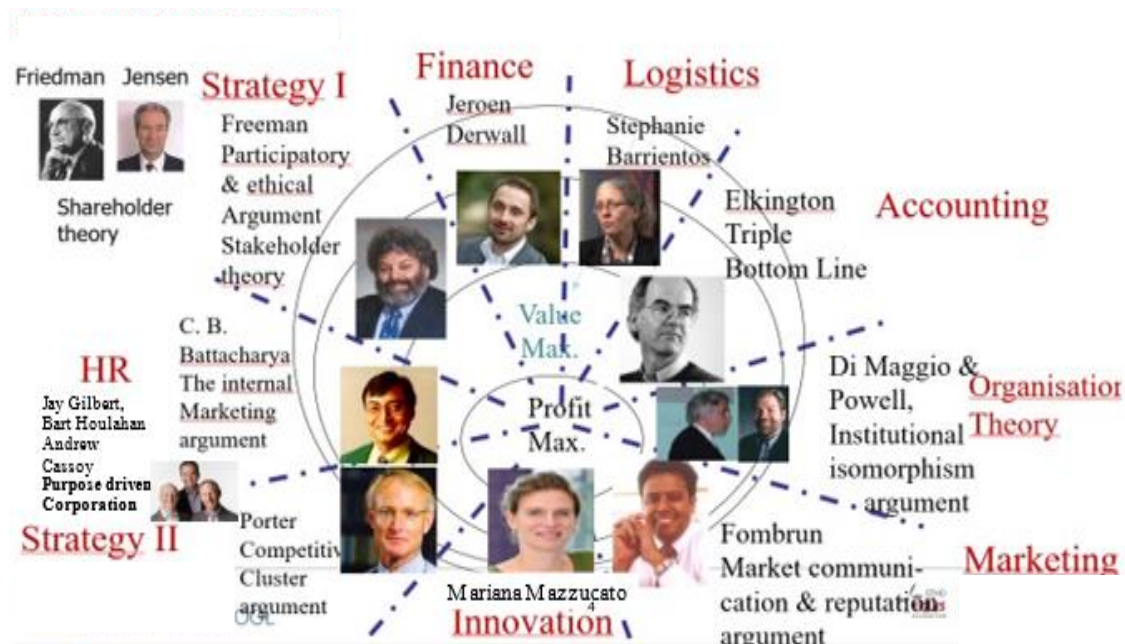 Friedman Jensen
Shareholder
theory
Strategy I
Freeman
Participatory
& ethical
Argument
Stakeholder
theory
Finance
Jeroen
Derwall
Logistics
Stephanie
Barrientos
Elkington
Triple
Bottom Line
Accounting
Value
Max.
Profit
Max.
HR
C. B.
Battacharya
The internal
Marketing
argument
Jay Gilbert,
Bart Houlahan
Andrew
Cassoy
Purpose driven
Corporation
Strategy II
Porter
Competitiv
Cluster
argument
Mariana Mazzucato
4
Innovation
Di Maggio &
Powell,
Institutional
isomorphism
argument
Organisation
Theory
Fombrun
Market communi-
cation & reputation
argument
Marketing